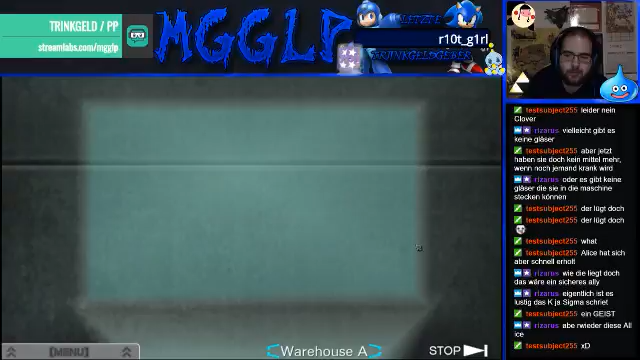 TRINKGELD / PP
streamlabs.com/mgglp
MGGLP
LETZTE
r10t_g1rl
TRINKGELDGEBER
testsubject255 leider nein
Clover
rizarus vielleicht gibt es
keine gläser
testsubject255 aber jetzt
haben sie doch kein mittel mehr,
wenn noch jemand krank wird
rizarus oder es gibt keine
gläser die sie in die maschine
stecken können
testsubject255 der lügt doch
testsubject255 der lügt doch
testsubject255 what
testsubject255 Alice hat sich
aber schnell erholt
rizarus wie die liegt doch
das wäre ein sicheres ally
rizarus eigentlich ist es
lustig das K ja Sigma schriet
testsubject255 ein GEIST
rizarus abe rwieder diese All
ice
testsubject255 xD
[MENU]
Warehouse A
STOP